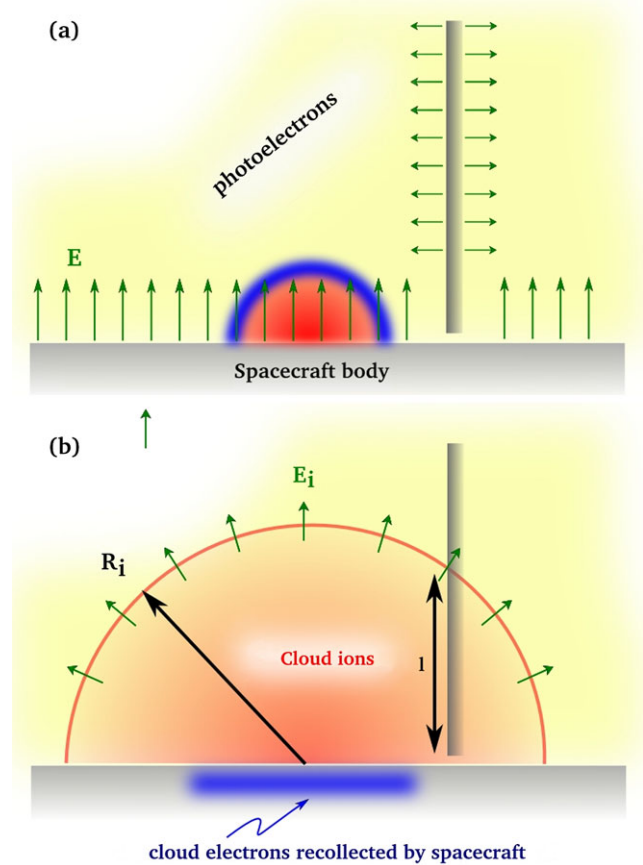 (a)
photoelectrons
E
Spacecraft body
(b)
Ei
Ri
Cloud ions
l
cloud electrons recollected by spacecraft